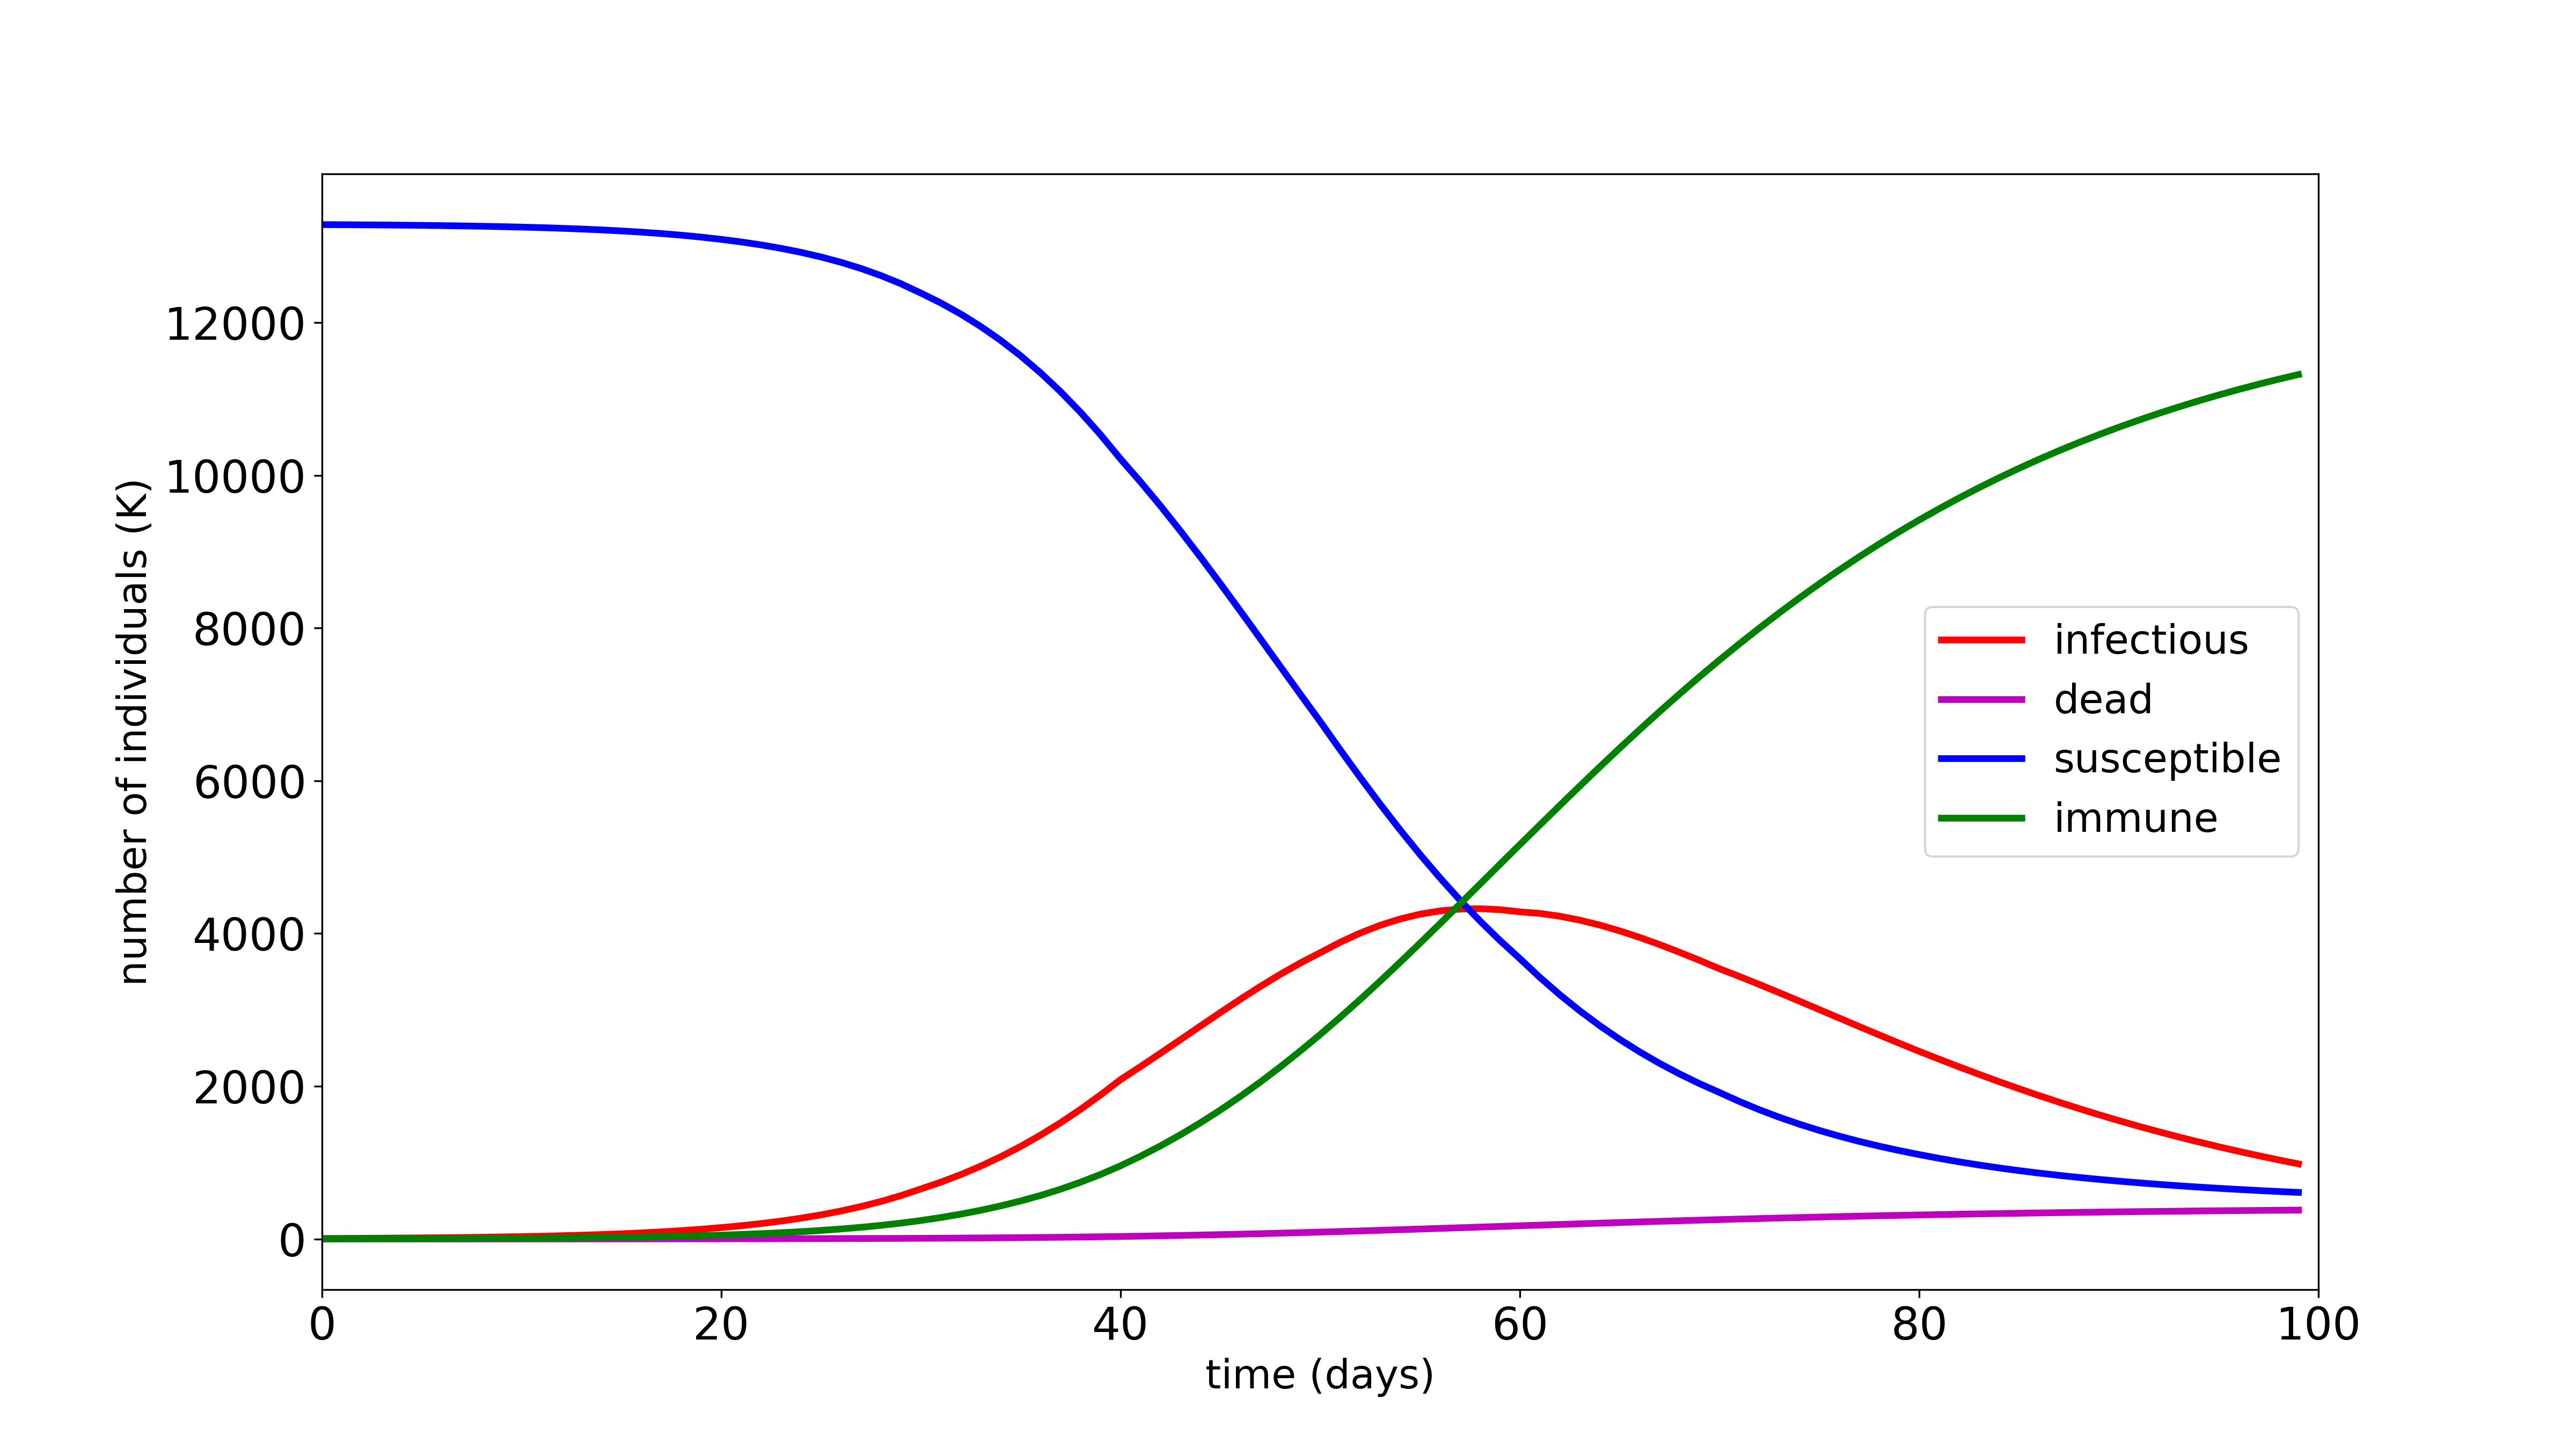 number of individuals (K)
12000
10000
8000
6000
4000
2000
0
infectious
dead
susceptible
immune
0 20 40 60 80 100
time (days)